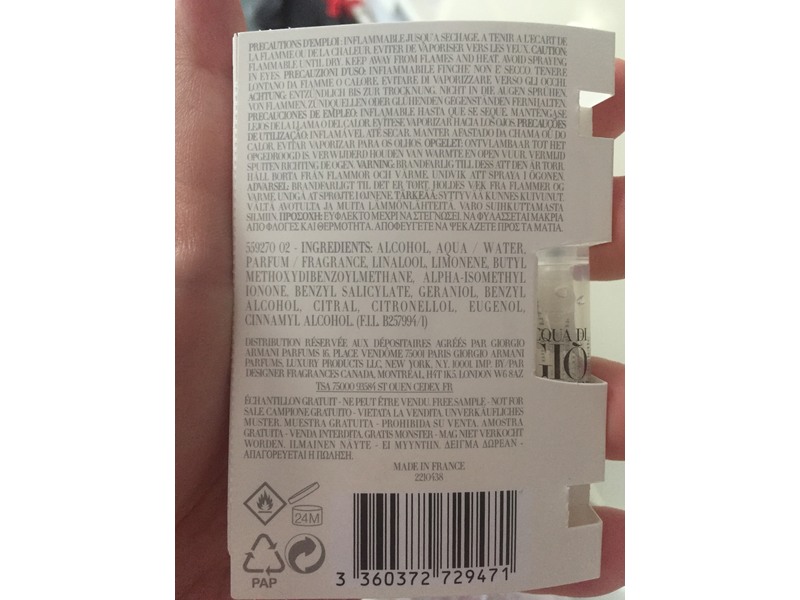 PRECAUTIONS D'EMPLOI: INFLAMMABLE JUSQU'A SECHAGE, A TENIR A L'ECART DE
LA FLAMME OU DE LA CHALEUR, EVITER DE VAPORISER VERS LES YEUX. CAUTION:
FLAMMABLE UNTIL DRY. KEEP AWAY FROM FLAMES AND HEAT. AVOID SPRAYING
IN EYES. PRECAUZIONI D'USO: INFIAMMABILE FINCHE NON E SECCO. TENERE
LONTANO DA FIAMME O CALORE. EVITARE DI VAPORIZZARE VERSO GLI OCCHI
ACHTUNG: ENTZÜNDLICH BIS ZUR TROCKNUNG. NICHT IN DIE AUGEN SPRÜHEN.
VON FLAMMEN, ZUNDQUELLEN ODER GLUHENDEN GEGENSTÄNDEN FERNHALTEN
PRECAUCIONES DE EMPLEO: INFLAMABLE HASTA QUE SE SEQUE. MANTÉNGASE
LEJOS DE LA LLAMA O DEL CALOR. EVÍTESE VAPORIZAR HACIA LOS OJOS. PRECAUÇÕES
DE UTILIZAÇÃO: INFLAMÁVEL ATÉ SECAR. MANTER AFASTADO DA CHAMA OU DO
CALOR. EVITAR VAPORIZAR PARA OS OLHOS. OPGELET: ONTVLAMBAAR TOT HET
OPGEDROOGD IS. VERWIJDERD HOUDEN VAN WARMTE EN OPEN VUUR. VERMIJD
SPUITEN RICHTING DE OGEN. VARNING: BRANDFARLIG TILL DESS ATT DEN ÄR TORR.
HÅLL BORTA FRÅN FLAMMOR OCH VÄRME. UNDVIK ATT SPRAYA I ÖGONEN.
ADVARSEL: BRANDFARLIGT TIL DET ER TØRT. HOLDES VÆK FRA FLAMMER OG
VARME. UNDGÅ AT SPRØJTE I ØJNENE. TÄRKEÄÄ: SYTTYVÄÄ KUNNES KUIVUNUT.
VÄLTÄ AVOTULTA JA MUITA LÄMMÖNLÄHTEITÄ. VARO SUIHKUTTAMASTA
SILMIIN. ΠΡΟΣΟΧΗ: ΕΥΦΛΕΚΤΟ ΜΕΧΡΙ ΝΑ ΣΤΕΓΝΩΣΕΙ. ΝΑ ΦΥΛΑΣΣΕΤΑΙ ΜΑΚΡΙΑ
ΑΠΟ ΦΛΟΓΕΣ ΚΑΙ ΘΕΡΜΟΤΗΤΑ. ΑΠΟΦΕΥΓΕΤΕ ΝΑ ΨΕΚΑΖΕΤΕ ΠΡΟΣ ΤΑ ΜΑΤΙΑ.
559270 02 - INGREDIENTS: ALCOHOL, AQUA / WATER,
PARFUM / FRAGRANCE, LINALOOL, LIMONENE, BUTYL
METHOXYDIBENZOYLMETHANE, ALPHA-ISOMETHYL
IONONE, BENZYL SALICYLATE, GERANIOL, BENZYL
ALCOHOL, CITRAL, CITRONELLOL, EUGENOL,
CINNAMYL ALCOHOL. (F.I.L. B257994/1)
DISTRIBUTION RÉSERVÉE AUX DÉPOSITAIRES AGRÉÉS PAR GIORGIO
ARMANI PARFUMS 16, PLACE VENDÔME 75001 PARIS GIORGIO ARMANI
PARFUMS, LUXURY PRODUCTS LLC, NEW YORK, N.Y. 10001. IMP. BY/PAR
DESIGNER FRAGRANCES CANADA, MONTRÉAL, H4T 1K5. LONDON W6 8AZ
TSA 75000 93584 ST OUEN CEDEX FR
ÉCHANTILLON GRATUIT - NE PEUT ÊTRE VENDU. FREE SAMPLE - NOT FOR
SALE CAMPIONE GRATUITO - VIETATA LA VENDITA. UNVERKÄUFLICHES
MUSTER. MUESTRA GRATUITA - PROHIBIDA SU VENTA. AMOSTRA
GRATUITA - VENDA INTERDITA. GRATIS MONSTER - MAG NIET VERKOCHT
WORDEN. ILMAINEN NÄYTE - EI MYYNTIIN. ΔΕΙΓΜΑ ΔΩΡΕΑΝ -
ΑΠΑΓΟΡΕΥΕΤΑΙ Η ΠΩΛΗΣΗ.
MADE IN FRANCE
2210438
24M
PAP
3 360372 729471
ACQUA DI
GIÒ